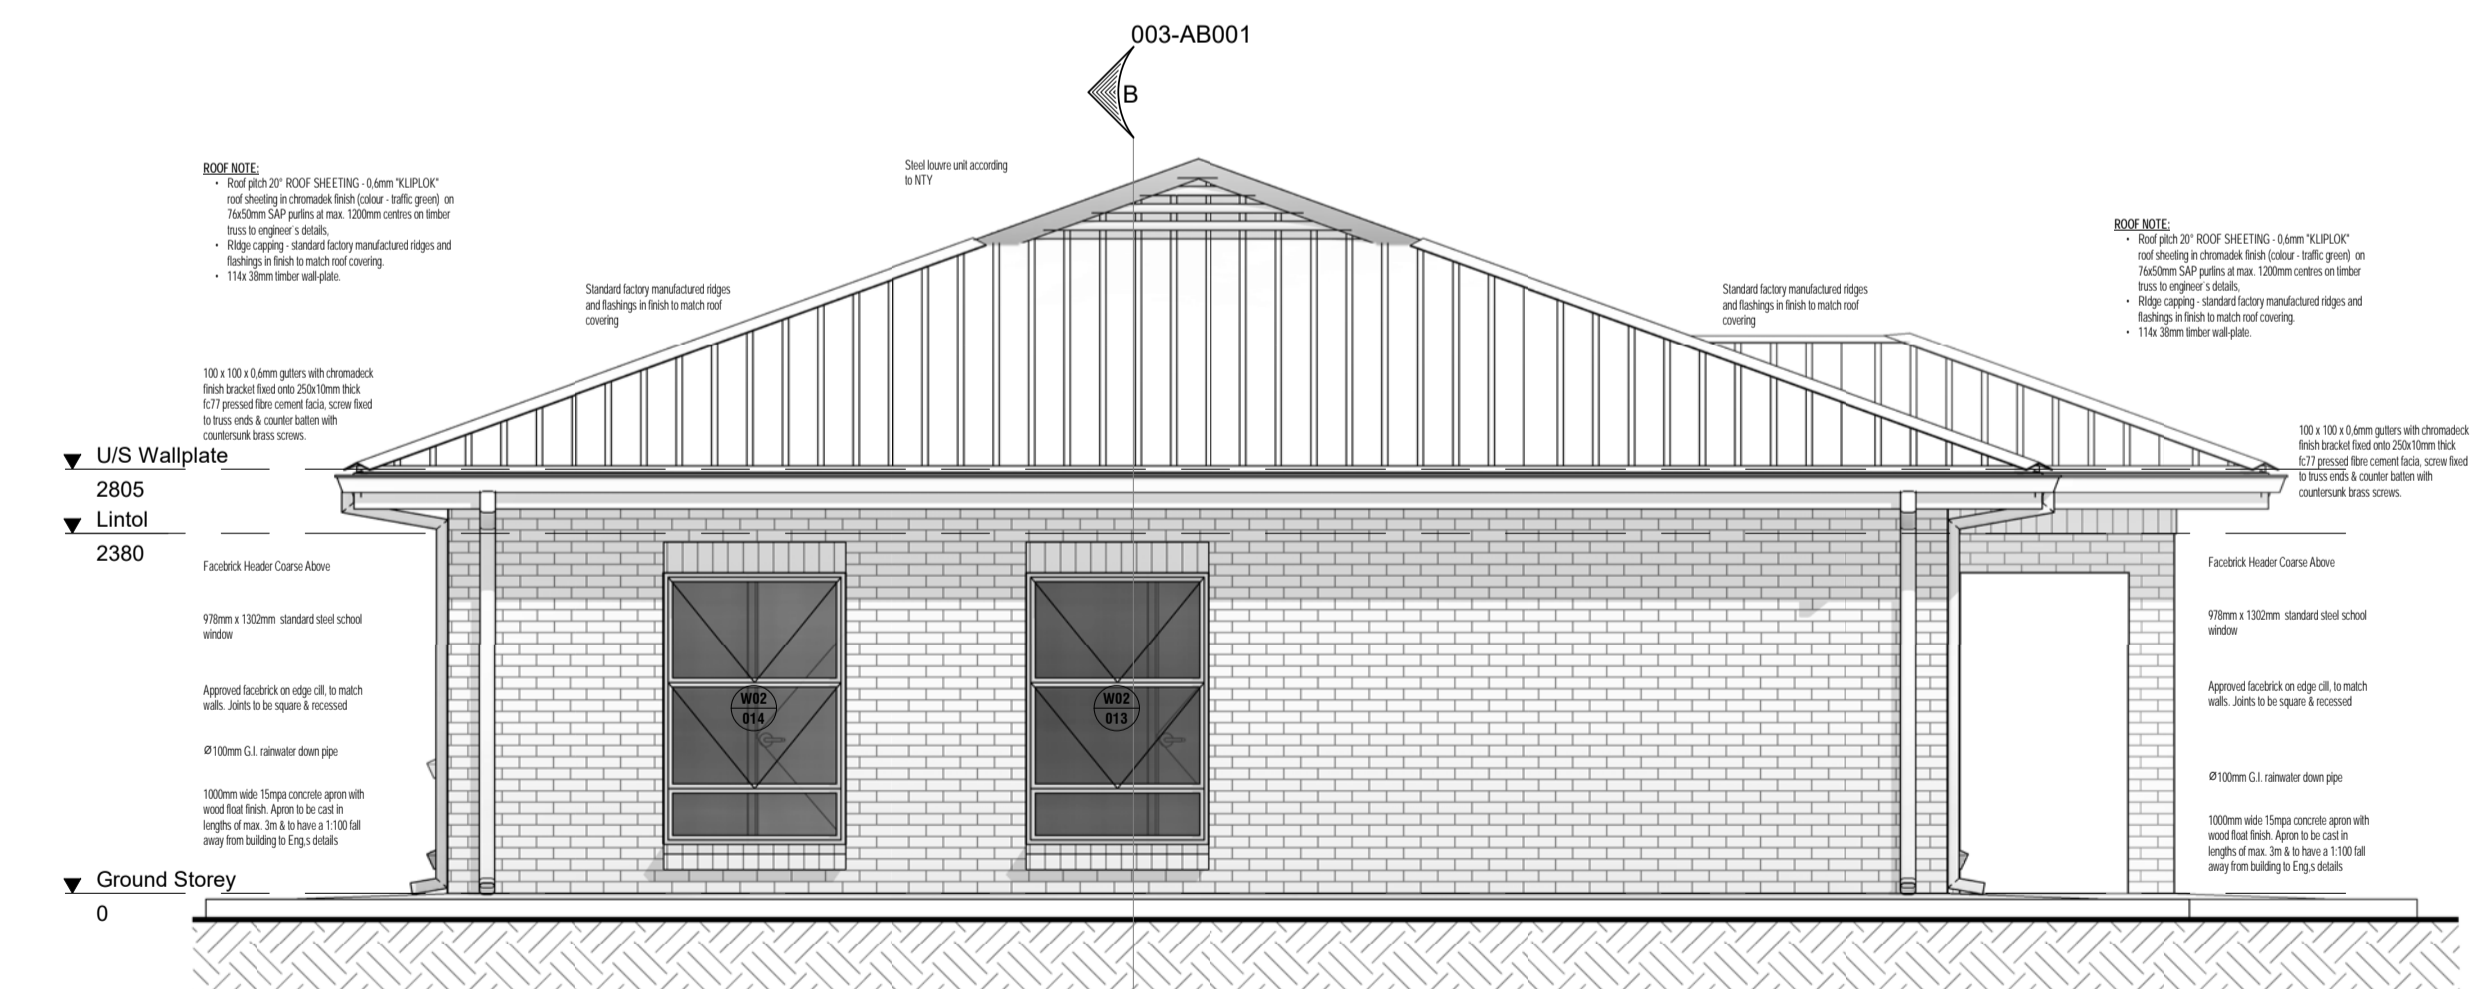 003-AB001
B
ROOF NOTE:
• Roof pitch 20° ROOF SHEETING - 0,6mm "KLIPLOK"
roof sheeting in chromadek finish (colour - traffic green) on
76x50mm SAP purlins at max. 1200mm centres on timber
truss to engineer`s details,
• RIdge capping - standard factory manufactured ridges and
flashings in finish to match roof covering.
• 114x 38mm timber wall-plate.
Steel louvre unit according
to NTY
Standard factory manufactured ridges
and flashings in finish to match roof
covering
Standard factory manufactured ridges
and flashings in finish to match roof
covering
ROOF NOTE:
• Roof pitch 20° ROOF SHEETING - 0,6mm "KLIPLOK"
roof sheeting in chromadek finish (colour - traffic green) on
76x50mm SAP purlins at max. 1200mm centres on timber
truss to engineer`s details,
• RIdge capping - standard factory manufactured ridges and
flashings in finish to match roof covering.
• 114x 38mm timber wall-plate.
100 x 100 x 0,6mm gutters with chromadeck
finish bracket fixed onto 250x10mm thick
fc77 pressed fibre cement facia, screw fixed
to truss ends & counter batten with
countersunk brass screws.
100 x 100 x 0,6mm gutters with chromadeck
finish bracket fixed onto 250x10mm thick
fc77 pressed fibre cement facia, screw fixed
to truss ends & counter batten with
countersunk brass screws.
U/S Wallplate
2805
Lintol
2380
Facebrick Header Coarse Above
978mm x 1302mm standard steel school
window
Approved facebrick on edge cill, to match
walls. Joints to be square & recessed
Ø100mm G.I. rainwater down pipe
1000mm wide 15mpa concrete apron with
wood float finish. Apron to be cast in
lengths of max. 3m & to have a 1:100 fall
away from building to Eng,s details
W02
014
W02
013
Facebrick Header Coarse Above
978mm x 1302mm standard steel school
window
Approved facebrick on edge cill, to match
walls. Joints to be square & recessed
Ø100mm G.I. rainwater down pipe
1000mm wide 15mpa concrete apron with
wood float finish. Apron to be cast in
lengths of max. 3m & to have a 1:100 fall
away from building to Eng,s details
Ground Storey
0